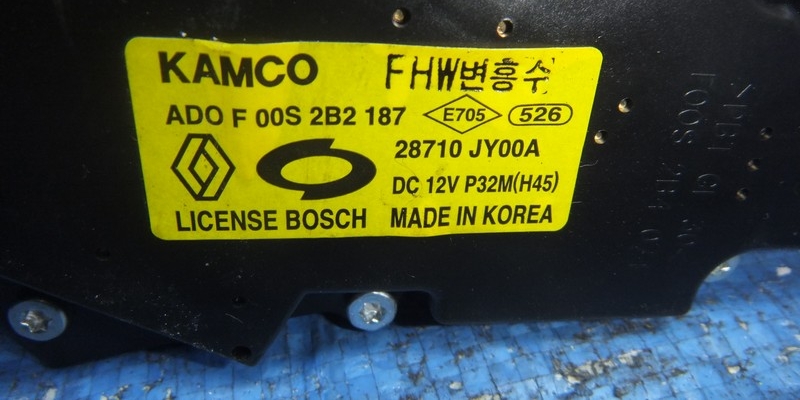 KAMCO FHW변흥수
ADO F 00S 2B2 187 E705 526
28710 JY00A
DC 12V P32M(H45)
LICENSE BOSCH MADE IN KOREA